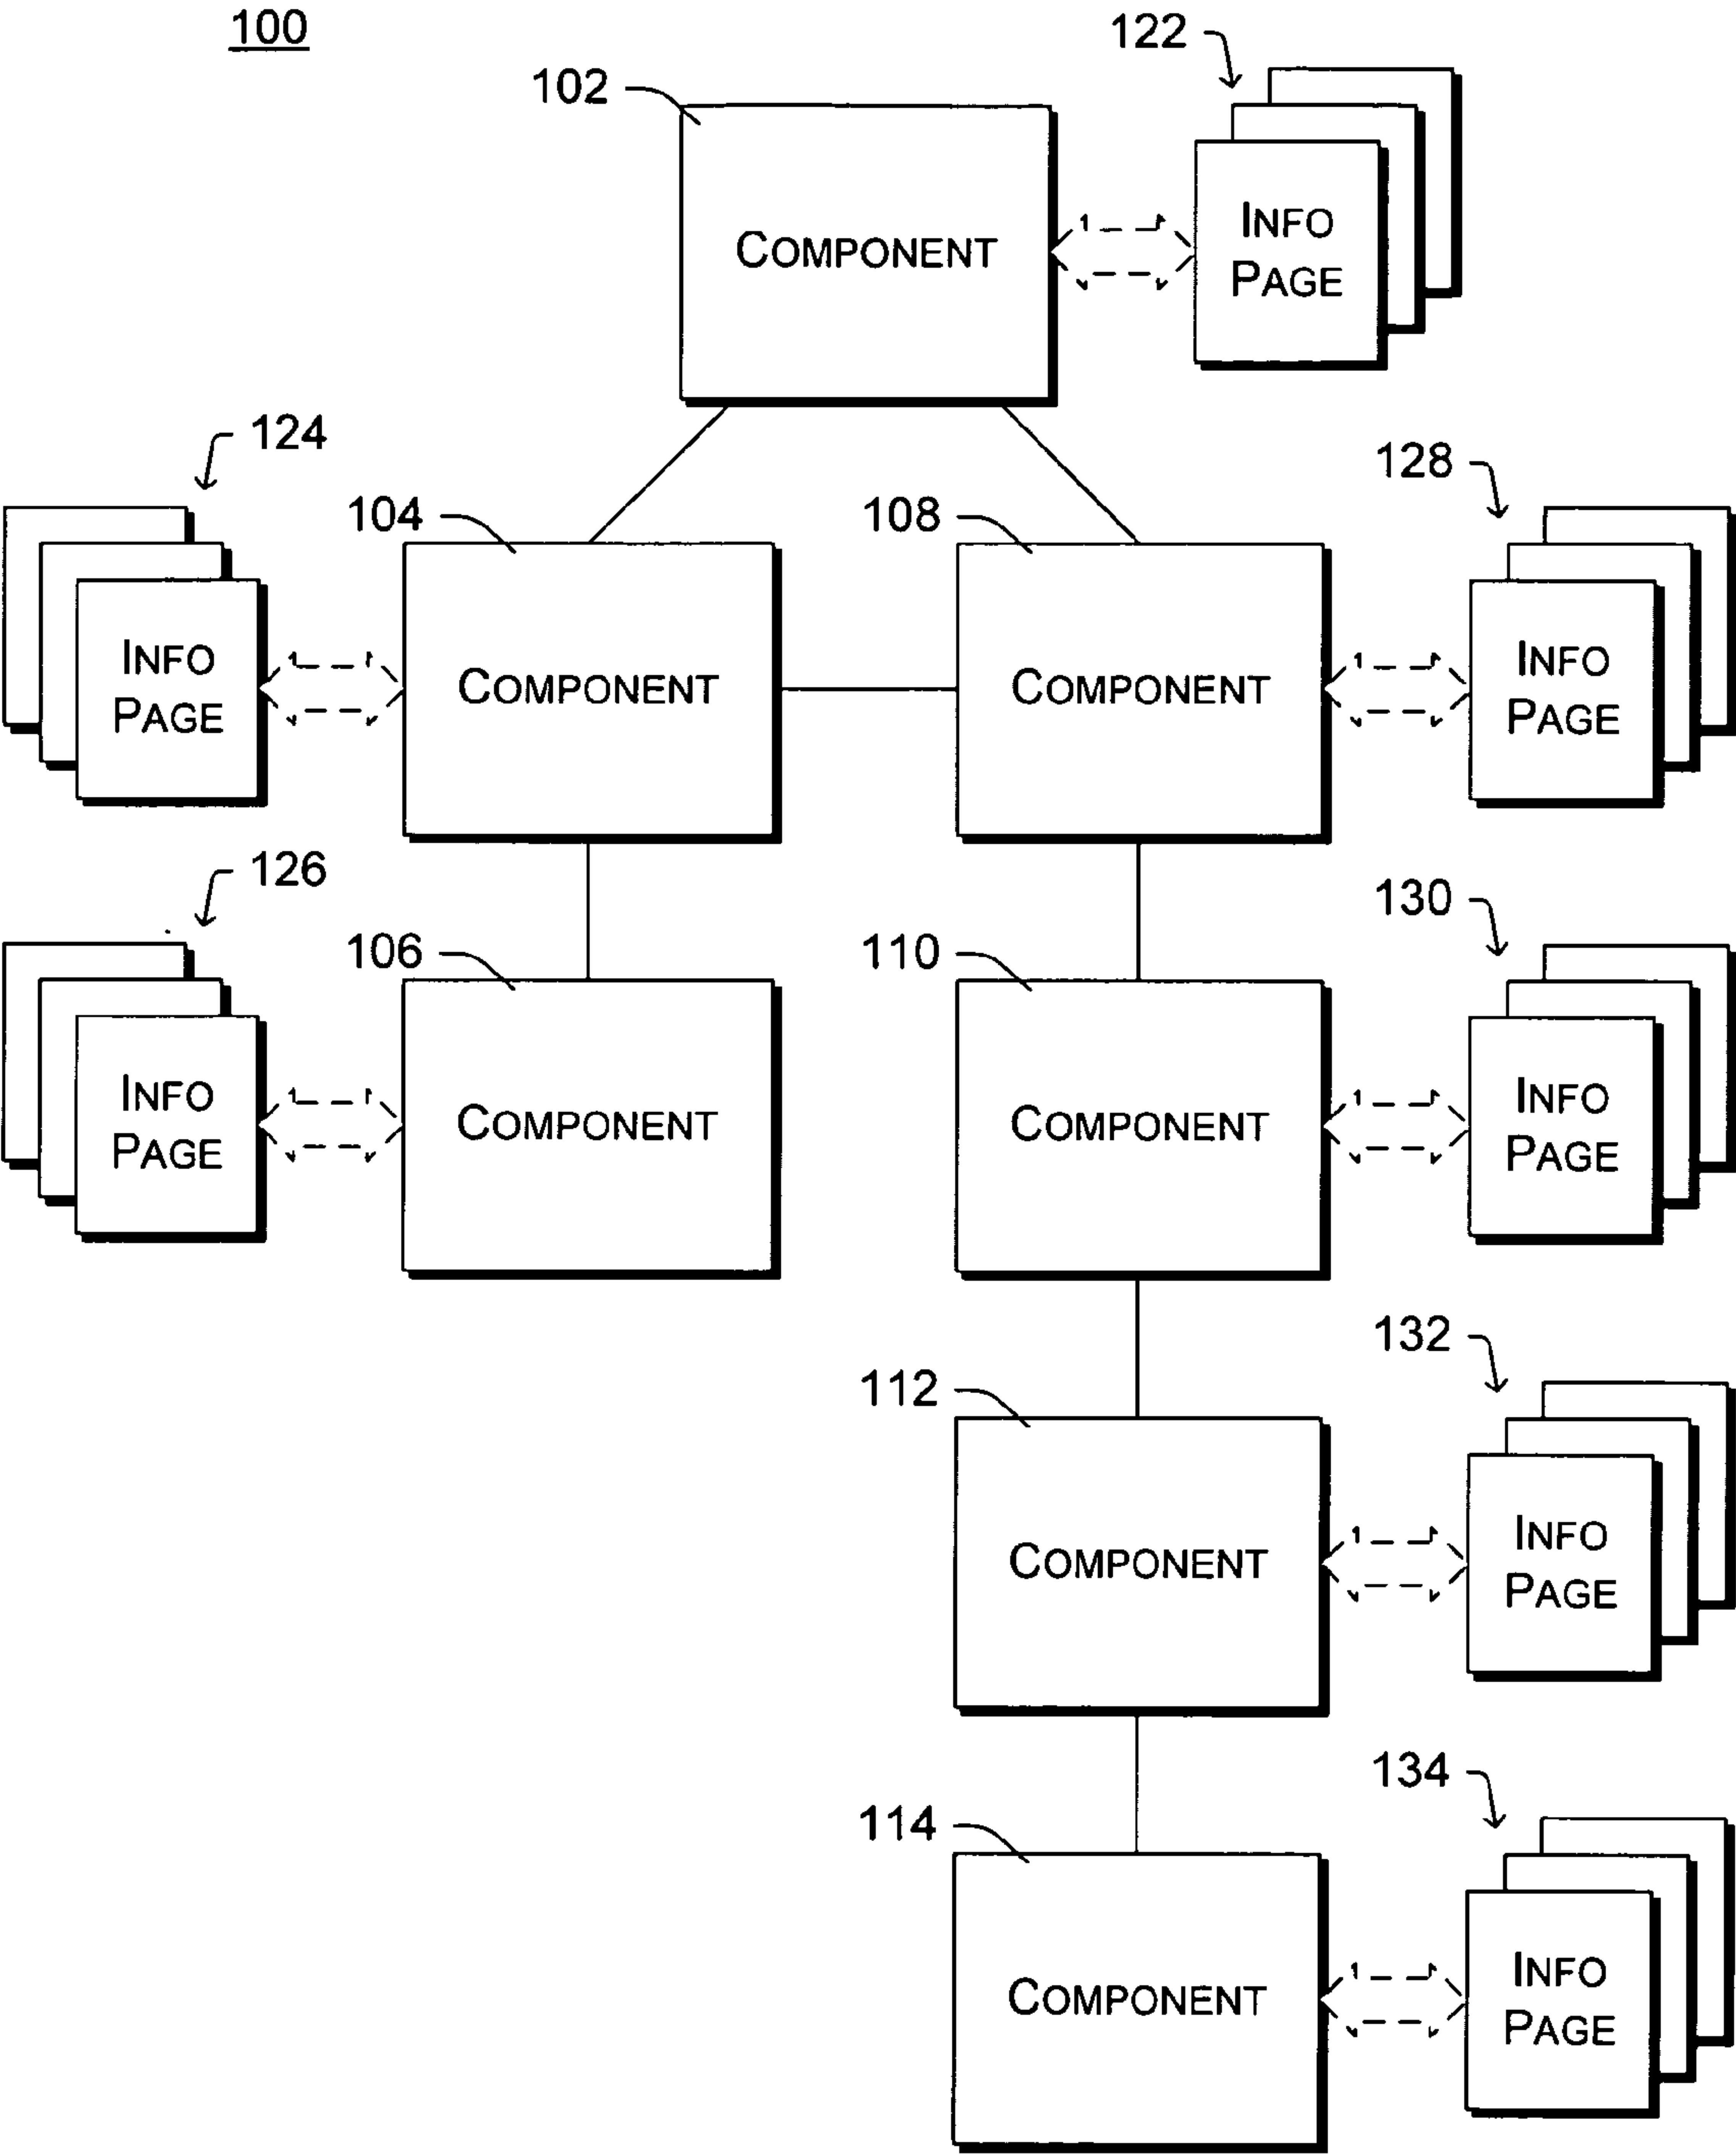 100
102
122
COMPONENT
INFO
PAGE
124
128
104
108
INFO
PAGE
COMPONENT
COMPONENT
INFO
PAGE
126
130
106
110
INFO
PAGE
COMPONENT
COMPONENT
INFO
PAGE
132
112
COMPONENT
INFO
PAGE
134
114
COMPONENT
INFO
PAGE